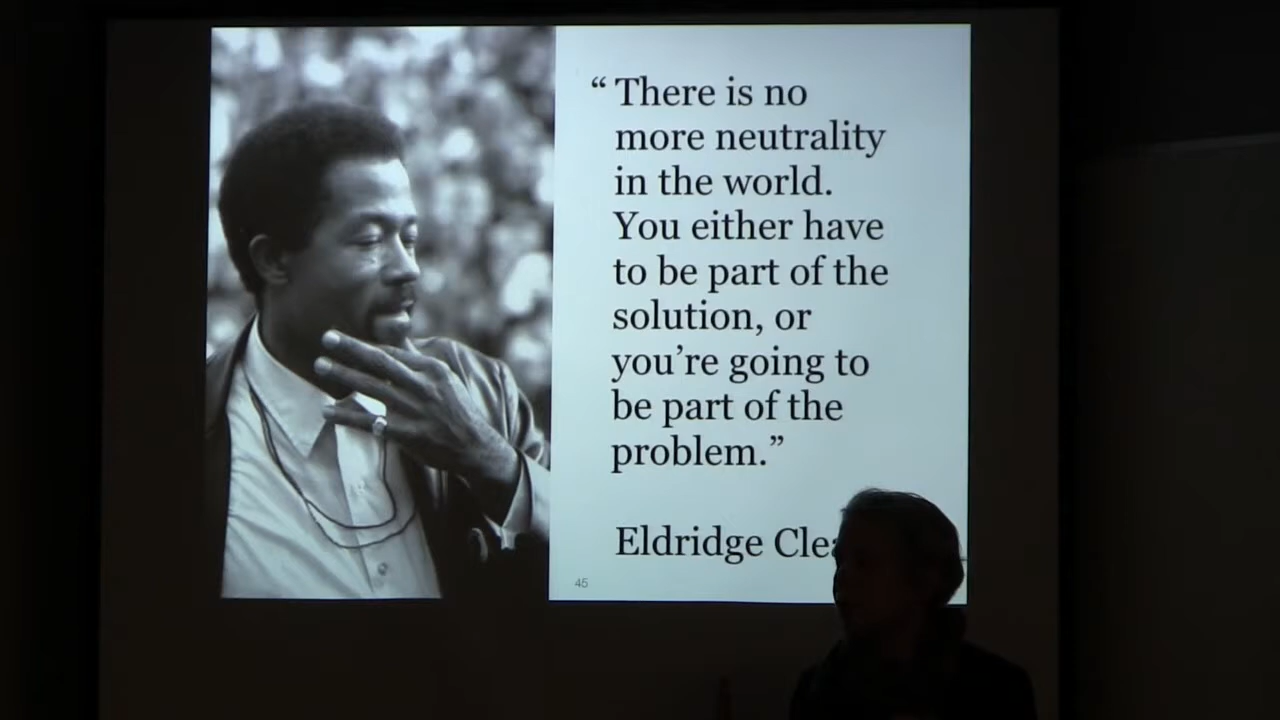 “ There is no
more neutrality
in the world.
You either have
to be part of the
solution, or
you’re going to
be part of the
problem.”
Eldridge
45